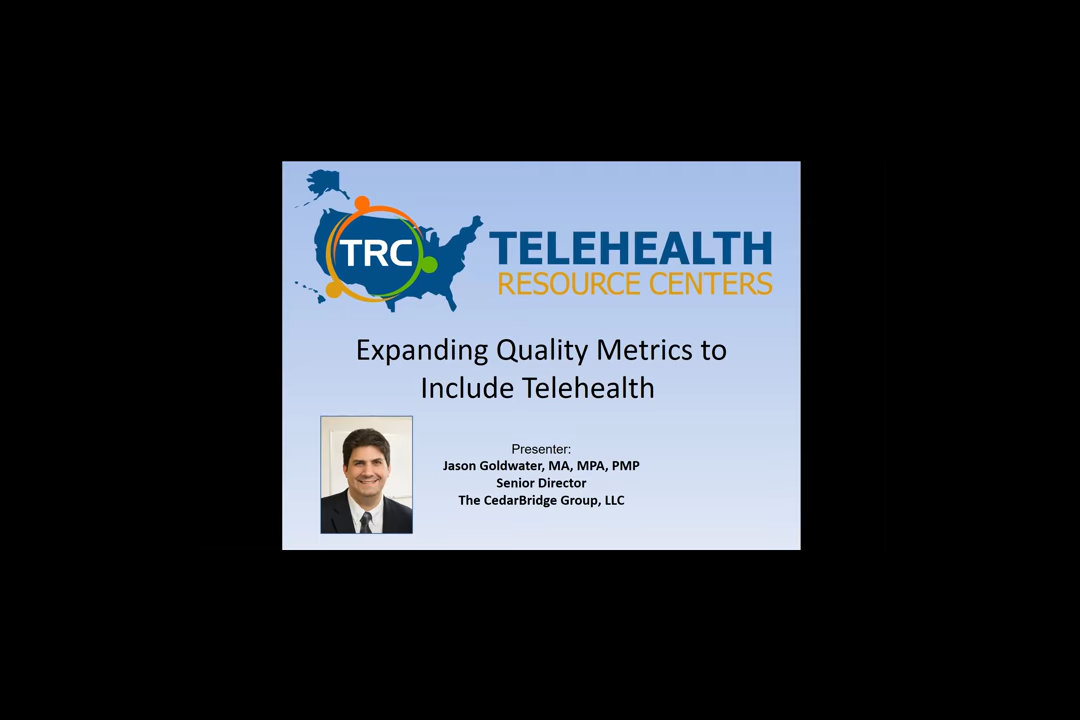 TRC
TELEHEALTH
RESOURCE CENTERS
Expanding Quality Metrics to
Include Telehealth
Presenter:
Jason Goldwater, MA, MPA, PMP
Senior Director
The CedarBridge Group, LLC